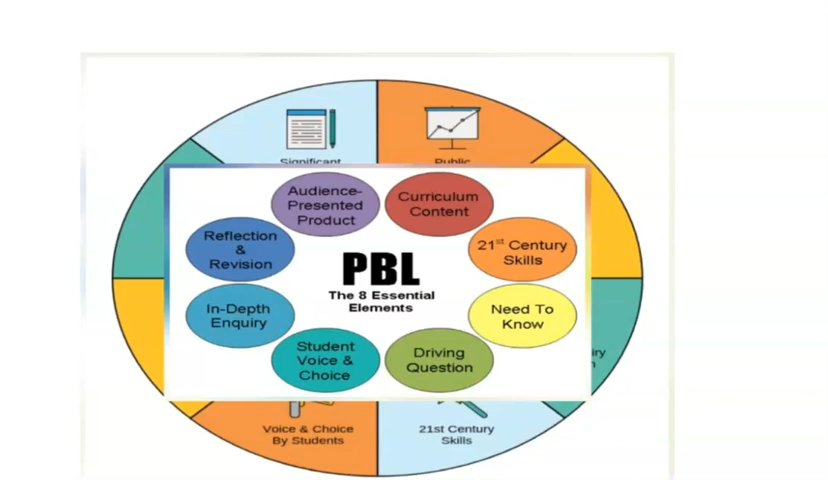 Significant
Public
Audience-
Presented
Product
Curriculum
Content
Reflection
&
Revision
21st Century
Skills
PBL
The 8 Essential
Elements
In-Depth
Enquiry
Need To
Know
Student
Voice &
Choice
Driving
Question
Voice & Choice
By Students
21st Century
Skills